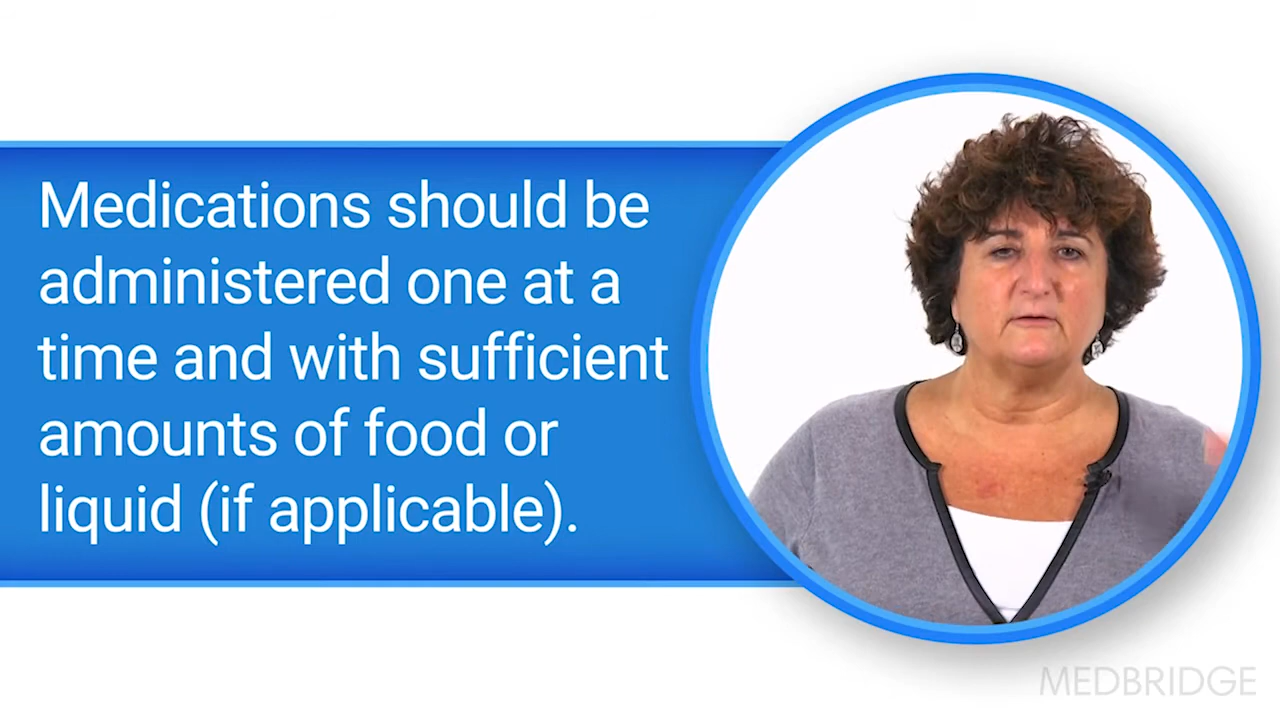 Medications should be
administered one at a
time and with sufficient
amounts of food or
liquid (if applicable).
MEDBRIDGE